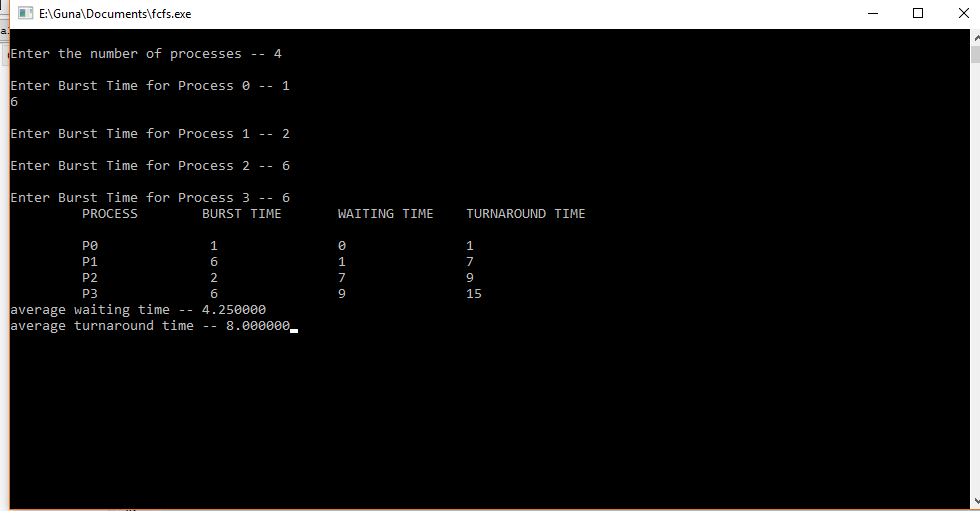 E:\Guna\Documents\fcfs.exe
Enter the number of processes -- 4
Enter Burst Time for Process 0 -- 1
6
Enter Burst Time for Process 1 -- 2
Enter Burst Time for Process 2 -- 6
Enter Burst Time for Process 3 -- 6
PROCESS BURST TIME WAITING TIME TURNAROUND TIME
P0 1 0 1
P1 6 1 7
P2 2 7 9
P3 6 9 15
average waiting time -- 4.250000
average turnaround time -- 8.000000